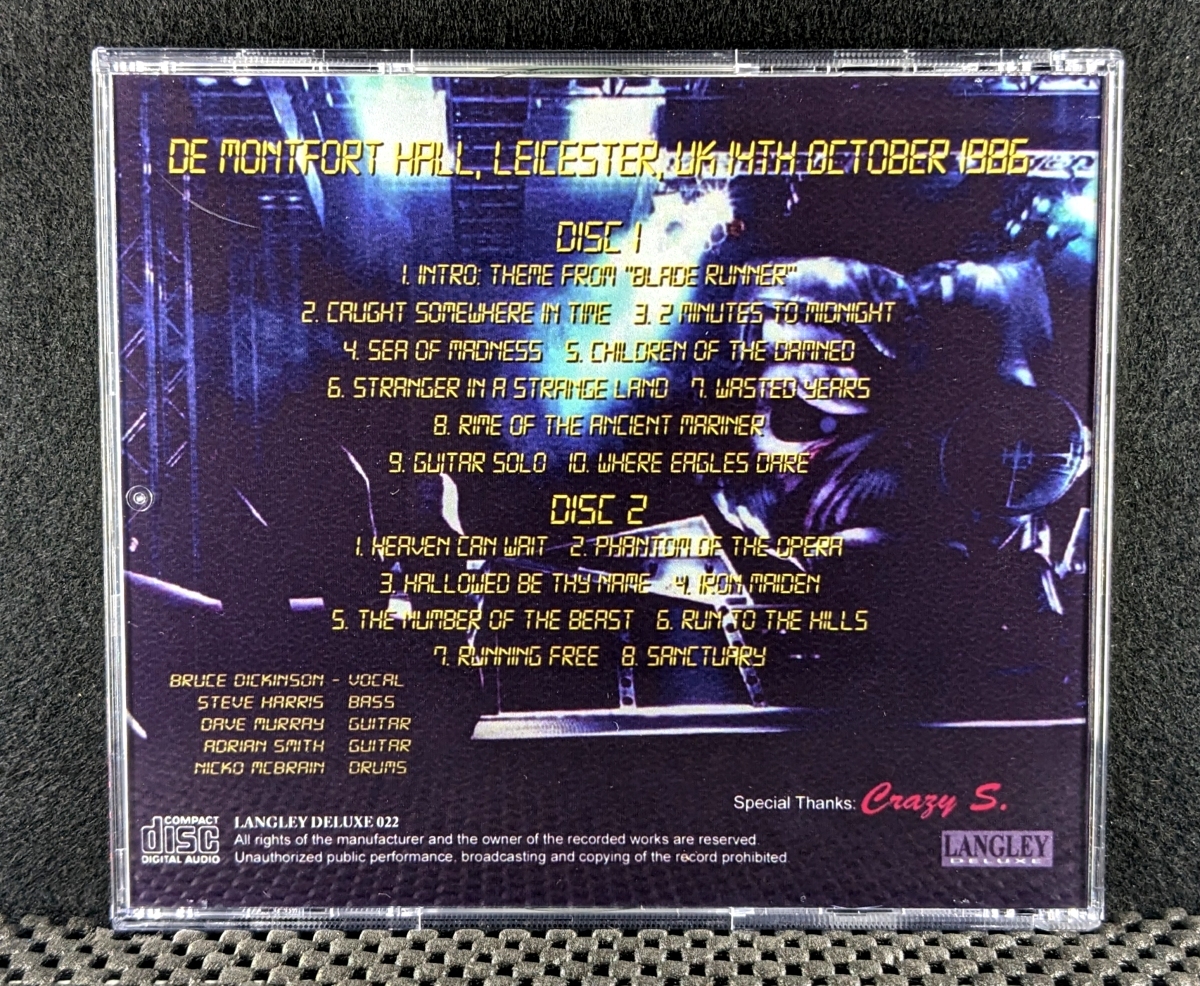 DE MONTFORT HALL, LEICESTER, UK 14TH OCTOBER 1986
DISC 1
1. INTRO: THEME FROM "BLADE RUNNER"
2. CAUGHT SOMEWHERE IN TIME 3. 2 MINUTES TO MIDNIGHT
4. SEA OF MADNESS 5. CHILDREN OF THE DAMNED
6. STRANGER IN A STRANGE LAND 7. WASTED YEARS
8. RIME OF THE ANCIENT MARINER
9. GUITAR SOLO 10. WHERE EAGLES DARE
DISC 2
1. HEAVEN CAN WAIT 2. PHANTOM OF THE OPERA
3. HALLOWED BE THY NAME 4. IRON MAIDEN
5. THE NUMBER OF THE BEAST 6. RUN TO THE HILLS
7. RUNNING FREE 8. SANCTUARY
BRUCE DICKINSON - VOCAL
STEVE HARRIS BASS
DAVE MURRAY GUITAR
ADRIAN SMITH GUITAR
NICKO MCBRAIN DRUMS
Special Thanks: Crazy S.
COMPACT disc DIGITAL AUDIO
LANGLEY DELUXE 022
All rights of the manufacturer and the owner of the recorded works are reserved.
Unauthorized public performance, broadcasting and copying of the record prohibited
LANGLEY
DELUXE